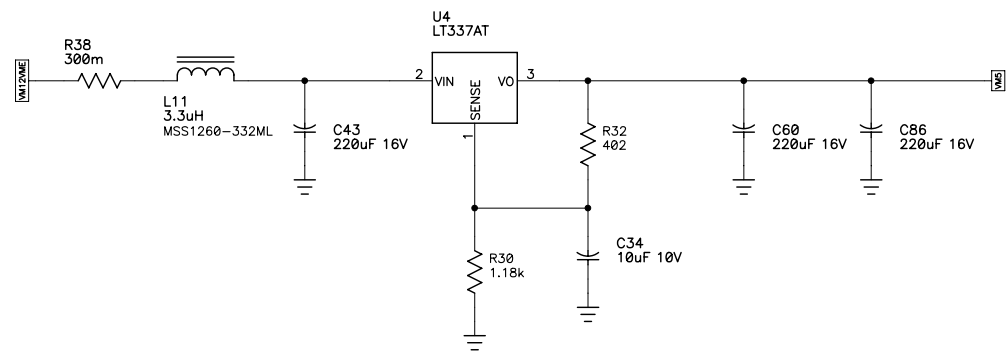 U4
LT337AT
R38
300m
VM12VME
L11
3.3uH
MSS1260-332ML
2
VIN
VO
3
SENSE
1
VM5
C43
220uF 16V
R32
402
C60
220uF 16V
C86
220uF 16V
R30
1.18k
C34
10uF 10V